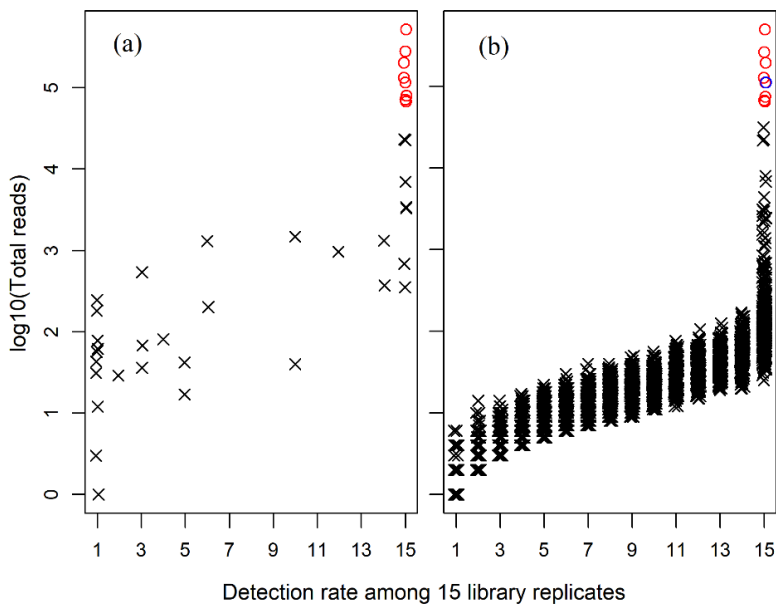 (a) (b)
log10(Total reads)
5
4
3
2
1
0
1 3 5 7 9 11 13 15 1 3 5 7 9 11 13 15
Detection rate among 15 library replicates